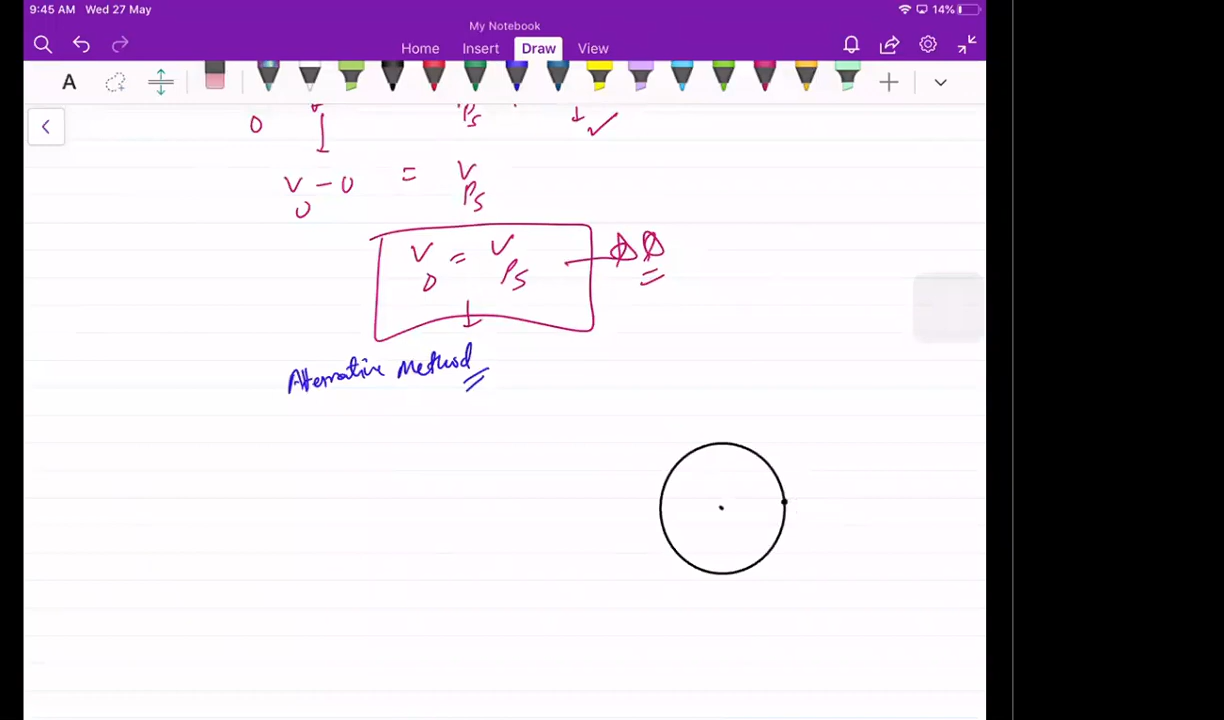 9:45 AM Wed 27 May
14%
My Notebook
Home Insert Draw View
A
0
Ps
V - 0 = V
0 Ps
V = V
0 Ps
Alternative Method